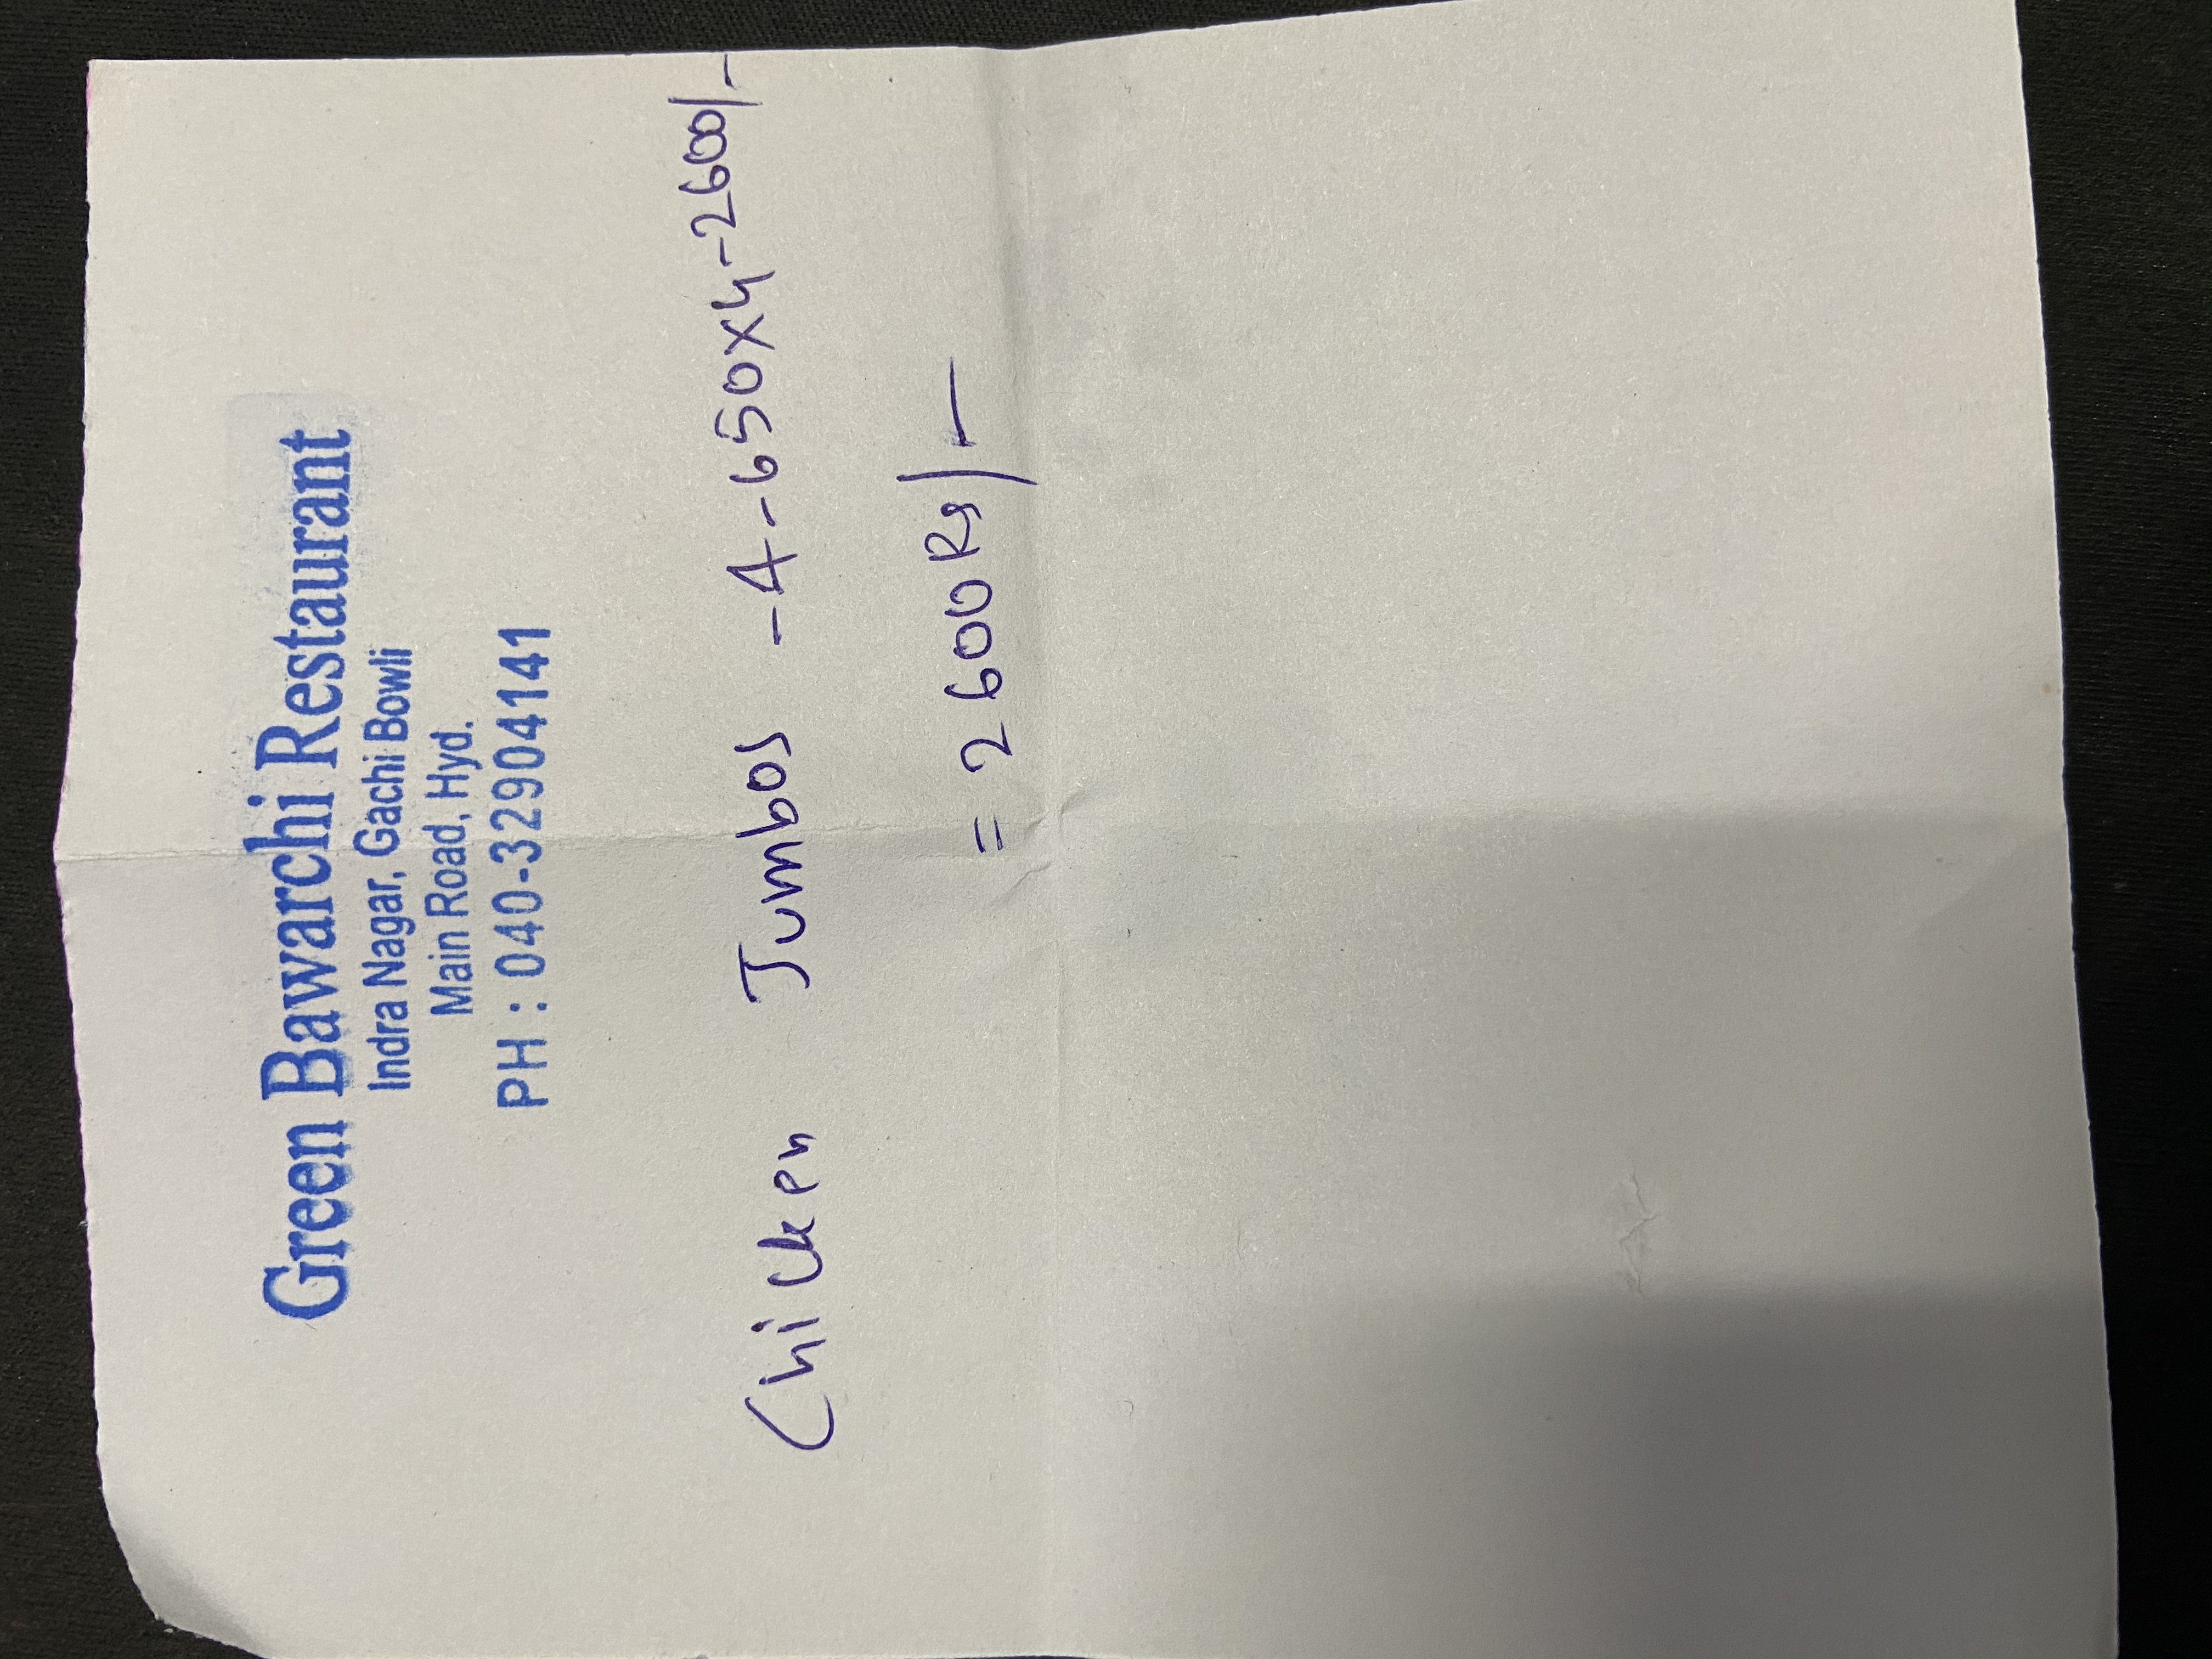 Green Bawarchi Restaurant
Indra Nagar, Gachi Bowli
Main Road, Hyd.
PH : 040-32904141
Chicken Jumbos -4-650x4-2600/-
= 2600 Rs/-